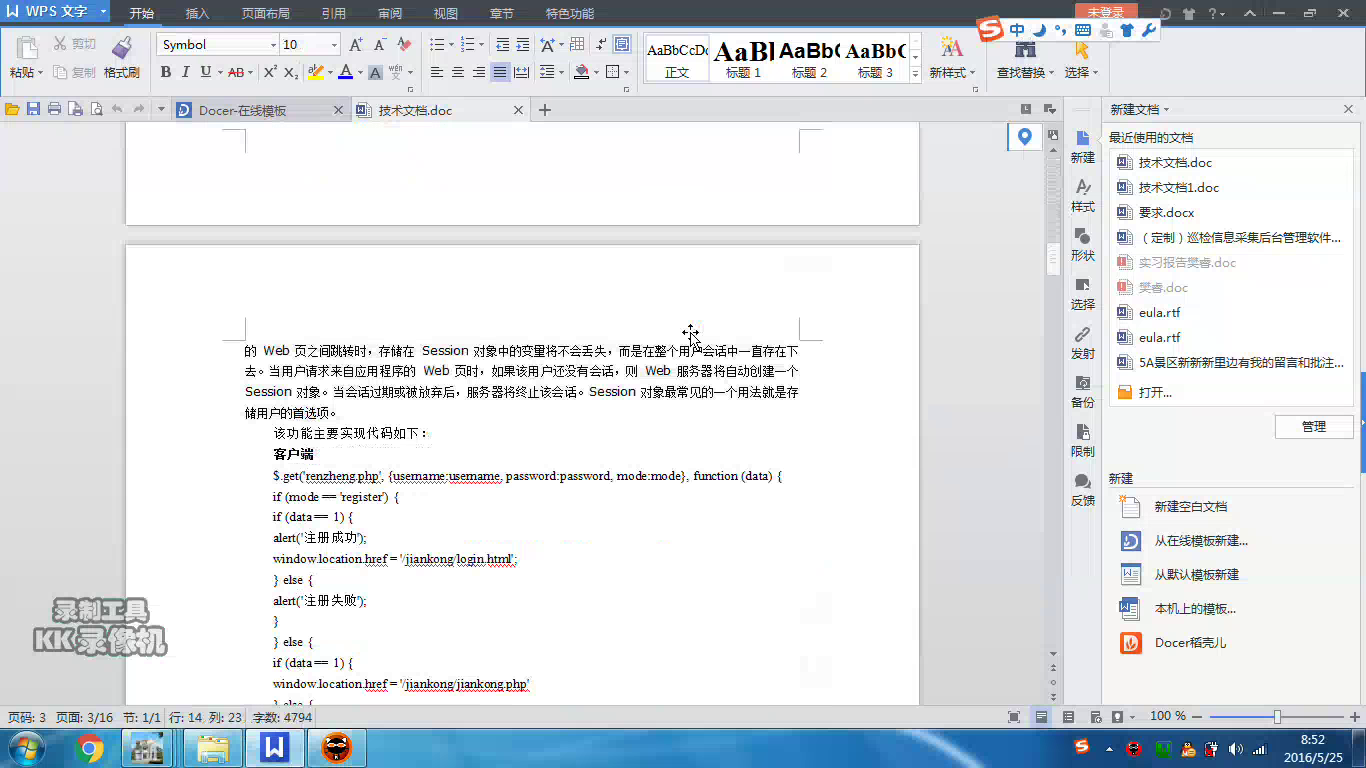 WPS 文字
开始 插入 页面布局 引用 审阅 视图 章节 特色功能
未登录
中
粘贴 剪切 复制 格式刷
Symbol 10
AaBbCcDc AaBl AaBb( AaBbC
正文 标题 1 标题 2 标题 3
新样式 查找替换 选择
Docer-在线模板 技术文档.doc
新建文档
最近使用的文档
技术文档.doc
技术文档1.doc
要求.docx
（定制）巡检信息采集后台管理软件...
实习报告樊睿.doc
樊睿.doc
eula.rtf
eula.rtf
5A景区新新新里边有我的留言和批注...
打开...
管理
新建
新建空白文档
从在线模板新建...
从默认模板新建
本机上的模板...
Docer稻壳儿
新建
样式
形状
选择
发射
备份
限制
反馈
的 Web 页之间跳转时，存储在 Session 对象中的变量将不会丢失，而是在整个用户会话中一直存在下
去。当用户请求来自应用程序的 Web 页时，如果该用户还没有会话，则 Web 服务器将自动创建一个
Session 对象。当会话过期或被放弃后，服务器将终止该会话。Session 对象最常见的一个用法就是存
储用户的首选项。
该功能主要实现代码如下：
客户端
$.get('renzheng.php', {username:username, password:password, mode:mode}, function (data) {
if (mode == 'register') {
if (data == 1) {
alert('注册成功');
window.location.href = '/jiankong/login.html';
} else {
alert('注册失败');
}
} else {
if (data == 1) {
window.location.href = '/jiankong/jiankong.php'
} else {
录制工具
KK录像机
页码: 3 页面: 3/16 节: 1/1 行: 14 列: 23 字数: 4794
100 %
8:52
2016/5/25